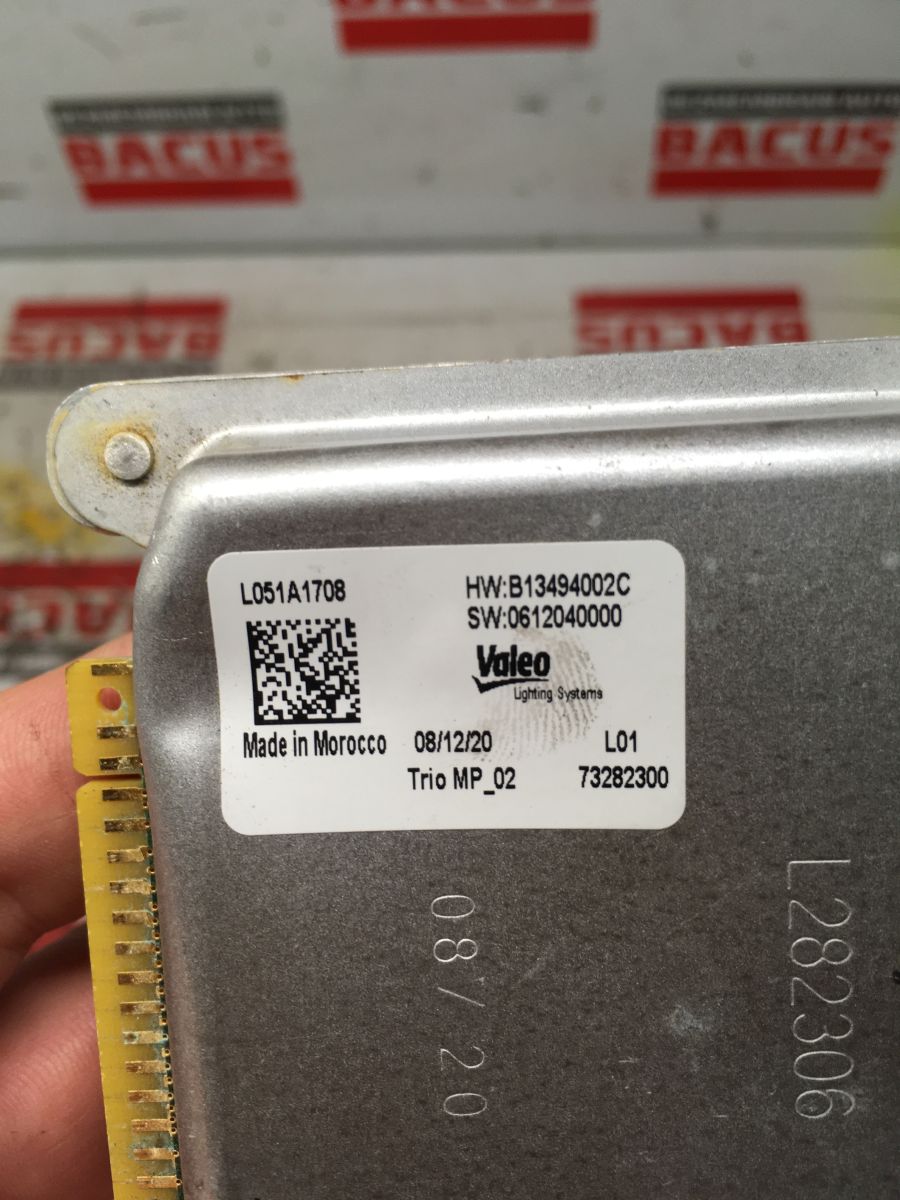 BACUS
BACUS
BACUS
BACUS
L051A1708
HW:B13494002C
SW:0612040000
Valeo
Lighting Systems
Made in Morocco
08/12/20
L01
Trio MP_02
73282300
08/20
L282306